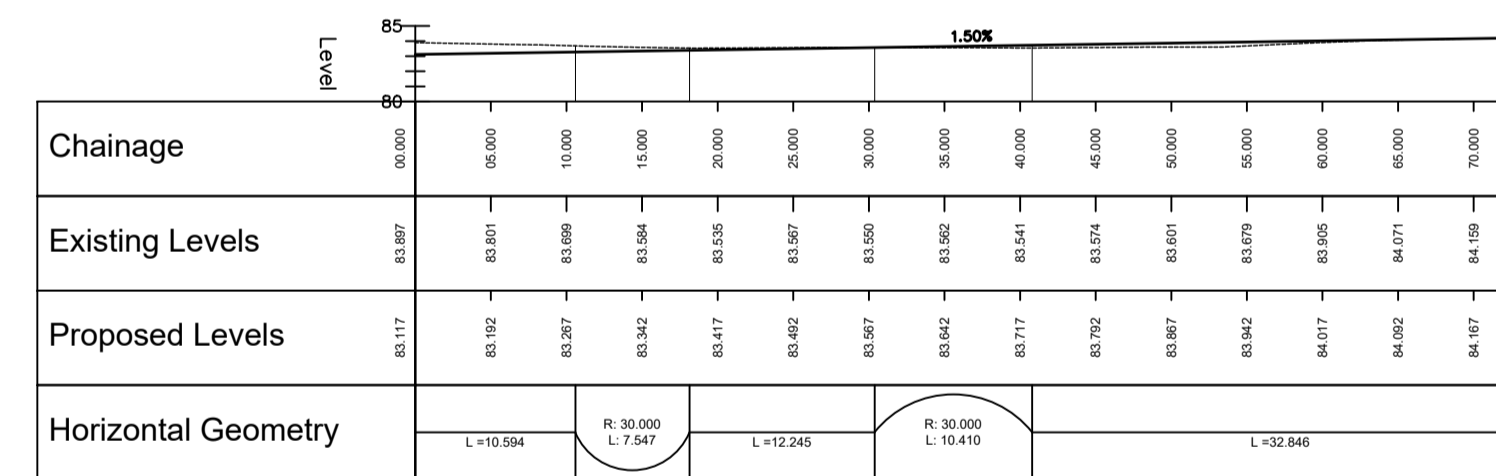 85
Level
1.50%
80
Chainage 00.000 05.000 10.000 15.000 20.000 25.000 30.000 35.000 40.000 45.000 50.000 55.000 60.000 65.000 70.000
Existing Levels 83.897 83.801 83.699 83.584 83.535 83.567 83.550 83.562 83.541 83.574 83.601 83.679 83.905 84.071 84.159
Proposed Levels 83.117 83.192 83.267 83.342 83.417 83.492 83.567 83.642 83.717 83.792 83.867 83.942 84.017 84.092 84.167
Horizontal Geometry
L =10.594
R: 30.000
L: 7.547
L =12.245
R: 30.000
L: 10.410
L =32.846